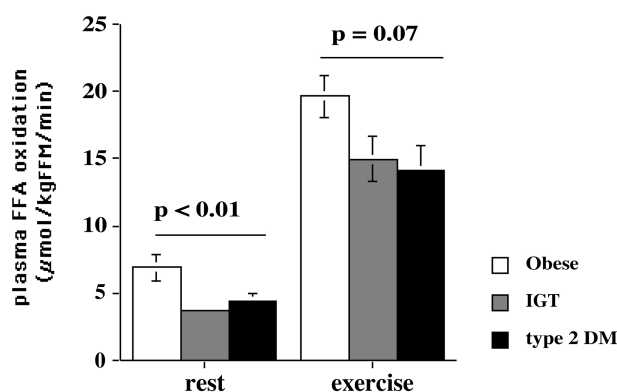 25
p = 0.07
20
15
p < 0.01
10
5
0
plasma FFA oxidation
(µmol/kgFFM/min)
Obese
IGT
type 2 DM
rest exercise